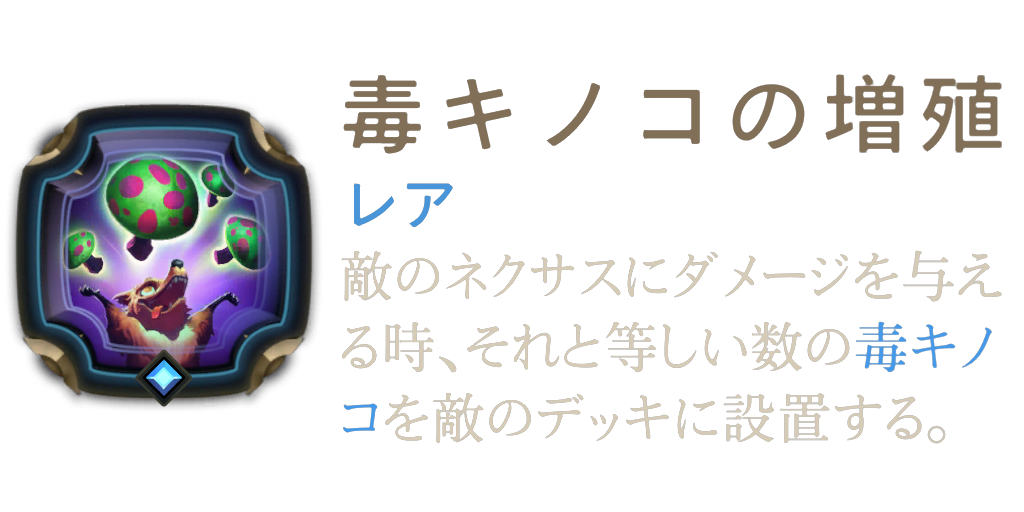 毒キノコの増殖
レア
敵のネクサスにダメージを与え
る時、それと等しい数の毒キノ
コを敵のデッキに設置する。